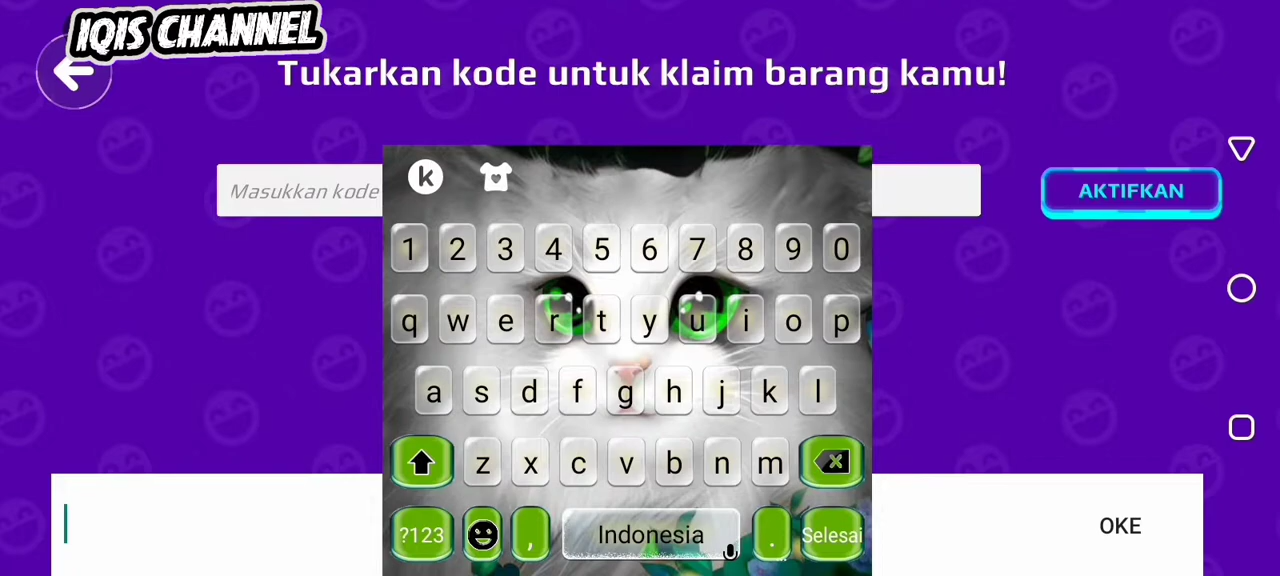 IQIS CHANNEL
Tukarkan kode untuk klaim barang kamu!
k
Masukkan kode
AKTIFKAN
1 2 3 4 5 6 7 8 9 0
q w e r t y u i o p
a s d f g h j k l
z x c v b n m
?123 , Indonesia . Selesai
OKE